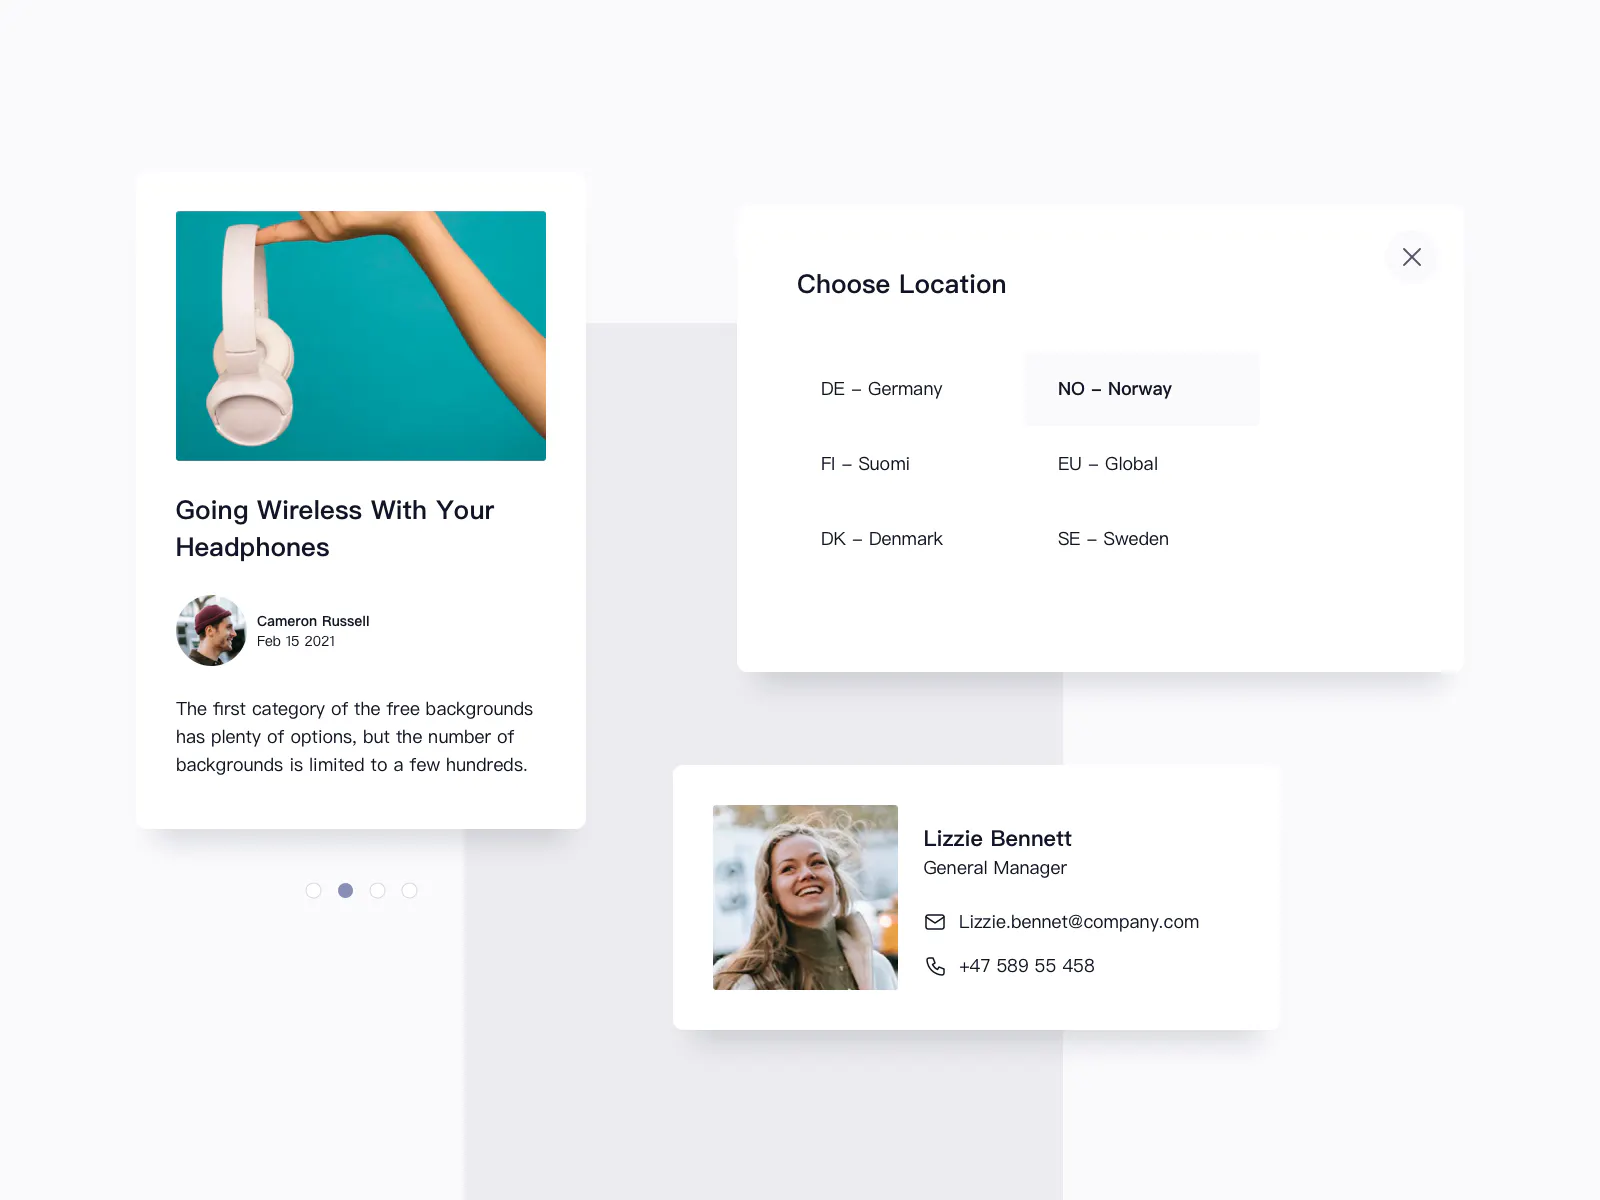 Going Wireless With Your
Headphones
Cameron Russell
Feb 15 2021
The first category of the free backgrounds
has plenty of options, but the number of
backgrounds is limited to a few hundreds.
Choose Location
DE – Germany
NO – Norway
FI – Suomi
EU – Global
DK – Denmark
SE – Sweden
Lizzie Bennett
General Manager
Lizzie.bennet@company.com
+47 589 55 458